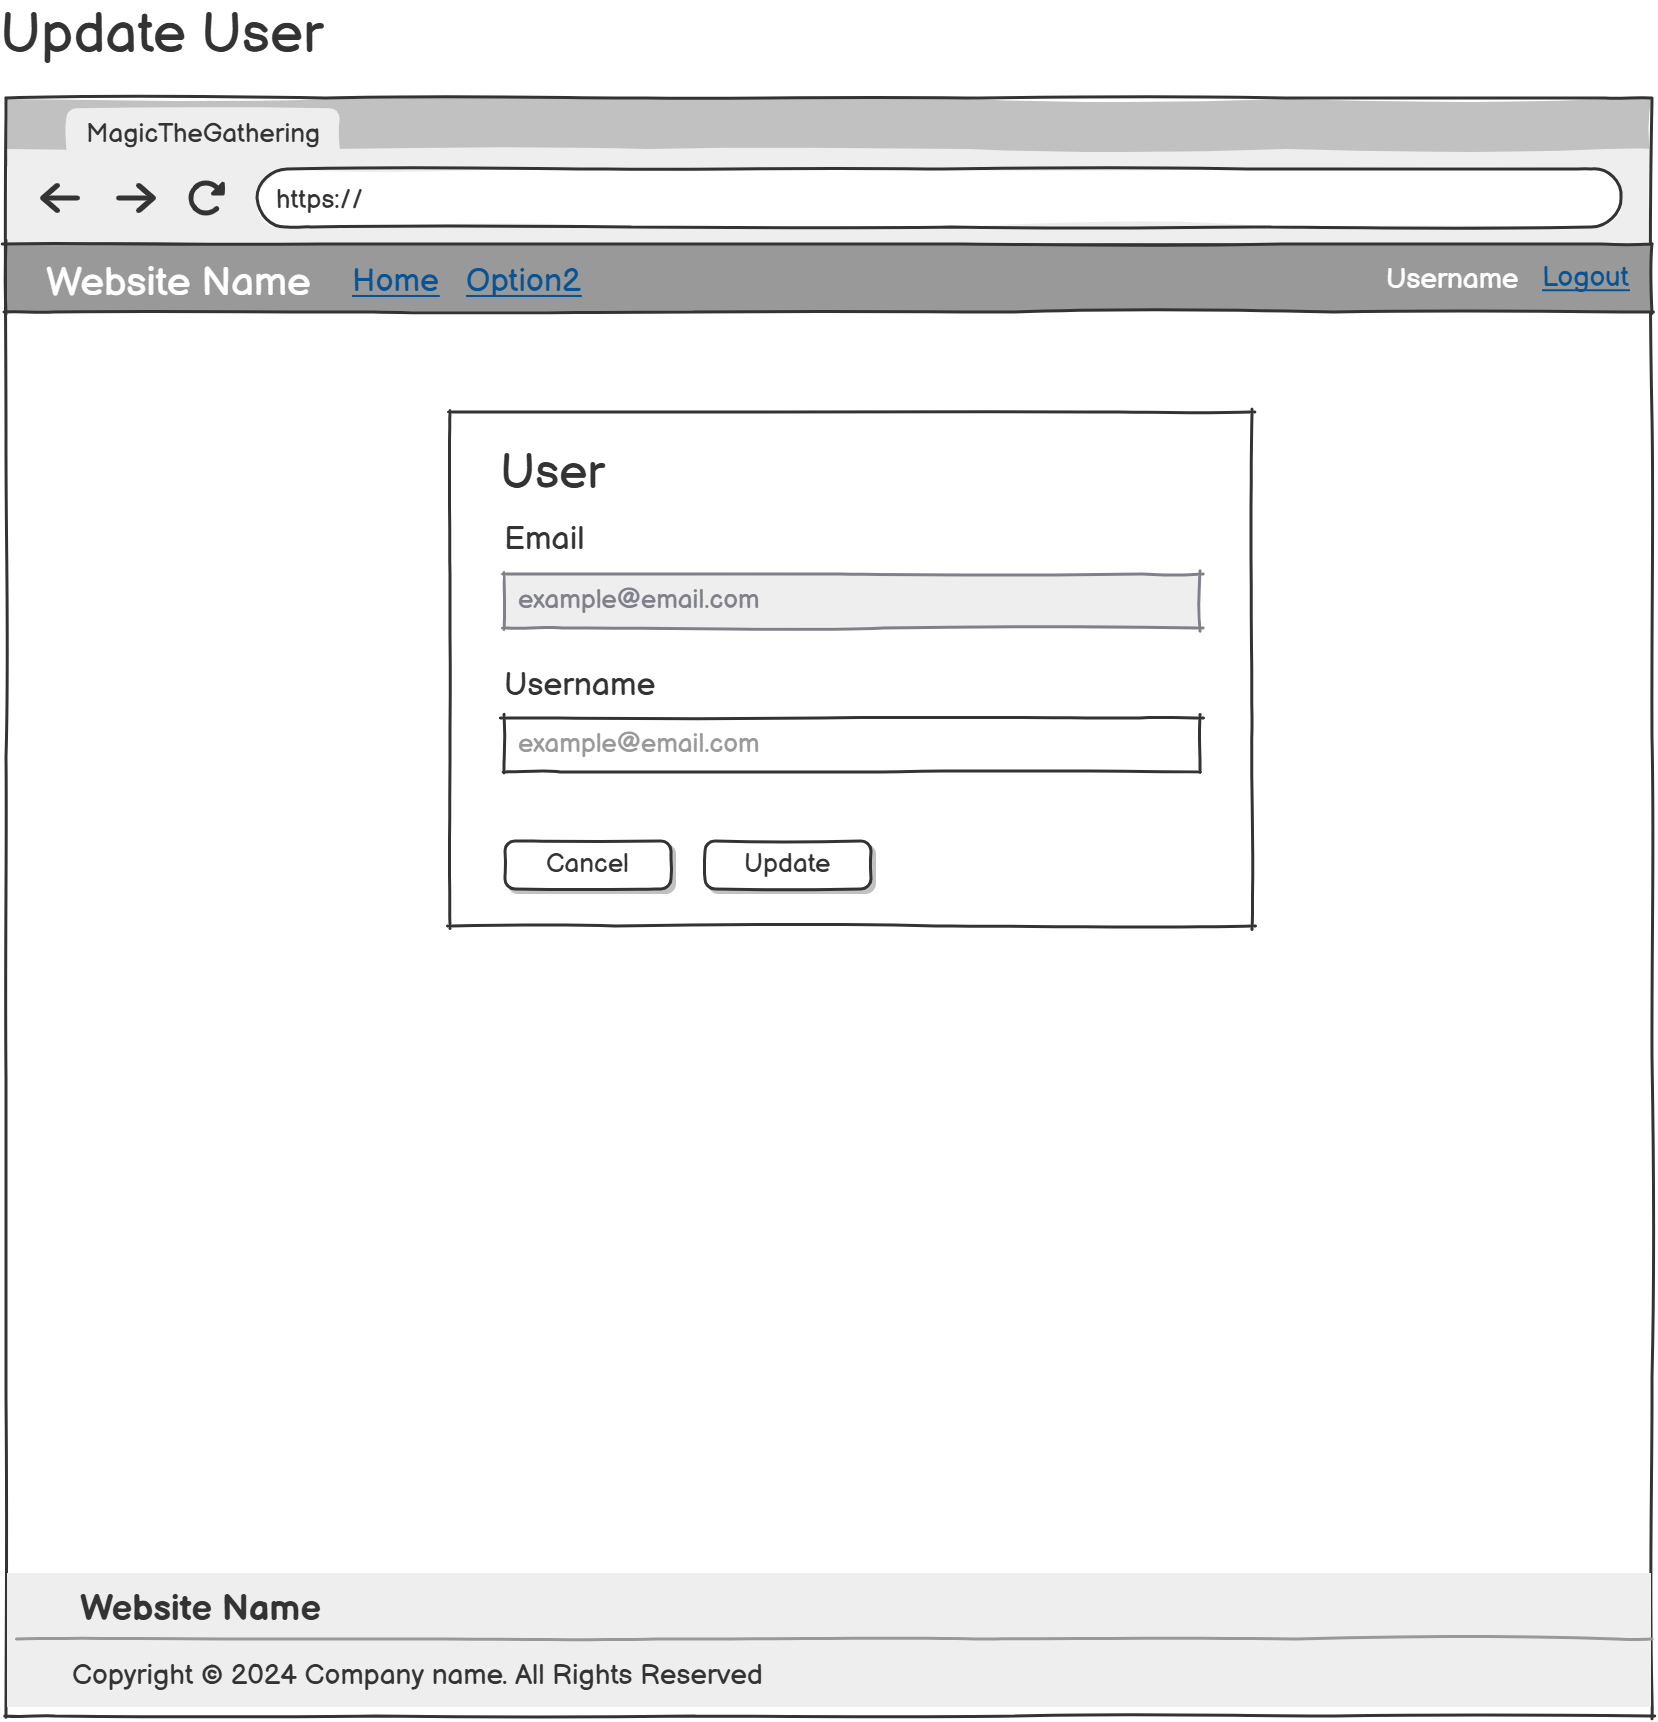 Update User
MagicTheGathering
https://
Website Name Home Option2 Username Logout
User
Email
example@email.com
Username
example@email.com
Cancel Update
Website Name
Copyright © 2024 Company name. All Rights Reserved